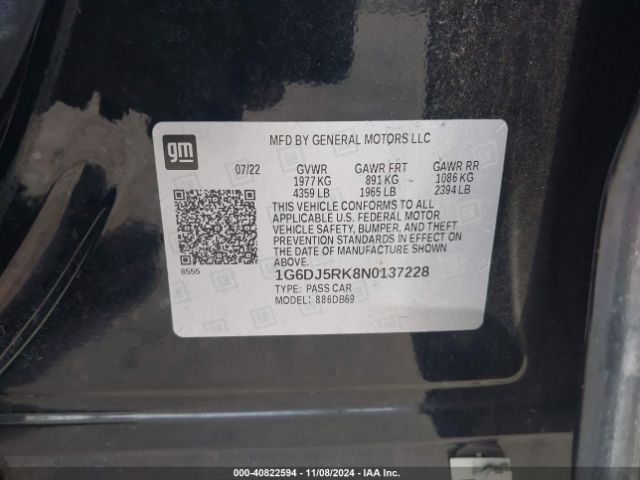 gm
MFD BY GENERAL MOTORS LLC
07/22 GVWR GAWR FRT GAWR RR
1977 KG 891 KG 1086 KG
4359 LB 1965 LB 2394 LB
THIS VEHICLE CONFORMS TO ALL
APPLICABLE U.S. FEDERAL MOTOR
VEHICLE SAFETY, BUMPER, AND THEFT
PREVENTION STANDARDS IN EFFECT ON
THE DATE OF MANUFACTURE SHOWN
ABOVE.
8555
1G6DJ5RK8N0137228
TYPE: PASS CAR
MODEL: 886DB69
000-40822594 - 11/08/2024 - IAAI.COM